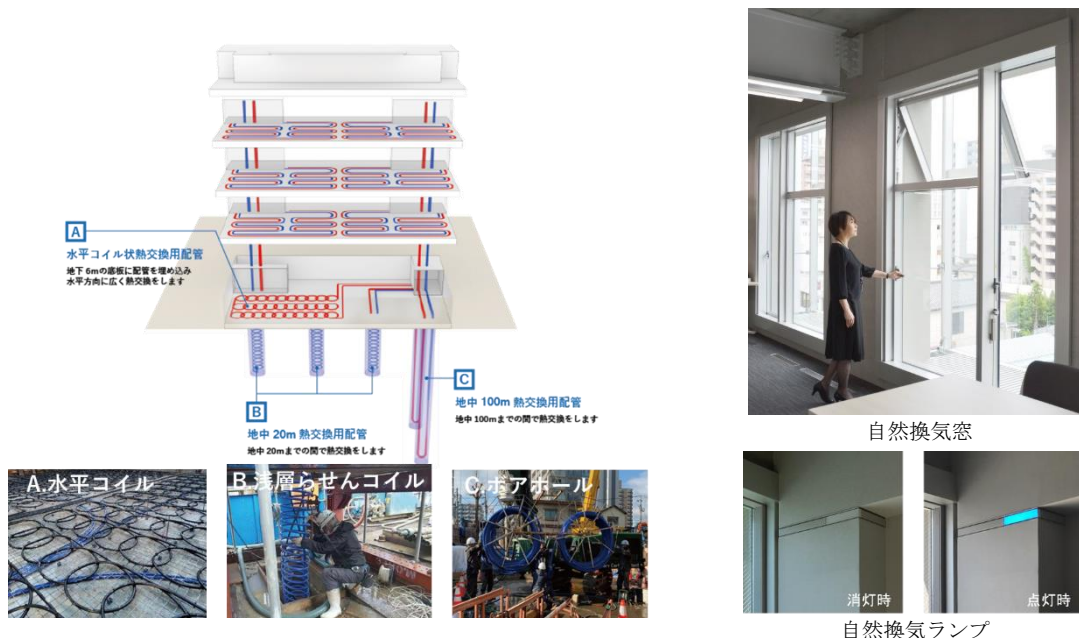 A
水平コイル状熱交換用配管
地下6mの底板に配管を埋め込み
水平方向に広く熱交換をします
B
地中 20m 熱交換用配管
地中20mまでの間で熱交換をします
C
地中 100m 熱交換用配管
地中100mまでの間で熱交換をします
A.水平コイル
B.浅層らせんコイル
C.ボアホール
自然換気窓
消灯時
点灯時
自然換気ランプ